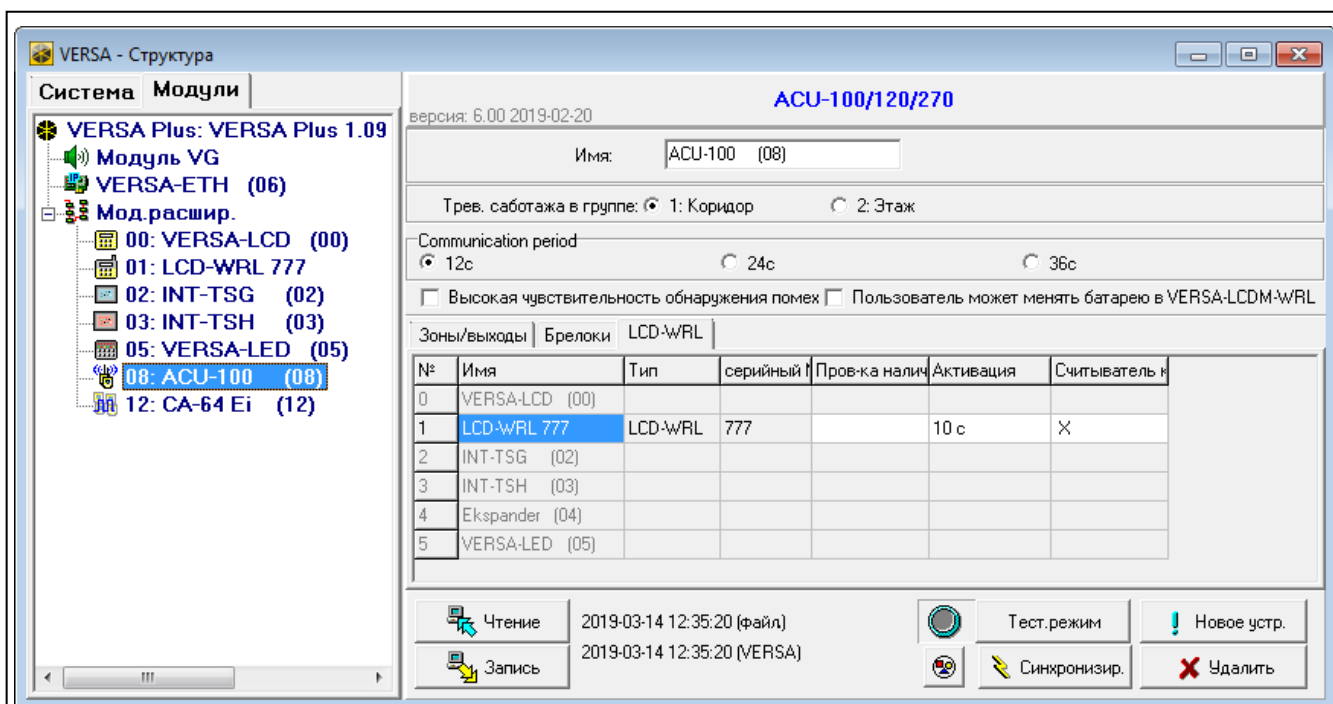 VERSA - Структура
Система Модули
VERSA Plus: VERSA Plus 1.09
Модуль VG
VERSA-ETH (06)
Мод.расшир.
00: VERSA-LCD (00)
01: LCD-WRL 777
02: INT-TSG (02)
03: INT-TSH (03)
05: VERSA-LED (05)
08: ACU-100 (08)
12: CA-64 Ei (12)
ACU-100/120/270
версия: 6.00 2019-02-20
Имя: ACU-100 (08)
Трев. саботажа в группе: 1: Коридор 2: Этаж
Communication period
12с 24с 36с
Высокая чувствительность обнаружения помех Пользователь может менять батарею в VERSA-LCDM-WRL
Зоны/выходы Брелоки LCD-WRL
№ Имя Тип серийный Пров-ка налич Активация Считыватель к
0 VERSA-LCD (00)
1 LCD-WRL 777 LCD-WRL 777 10 с X
2 INT-TSG (02)
3 INT-TSH (03)
4 Ekspander (04)
5 VERSA-LED (05)
Чтение 2019-03-14 12:35:20 (файл) Тест.режим Новое устр.
Запись 2019-03-14 12:35:20 (VERSA) Синхронизир. Удалить